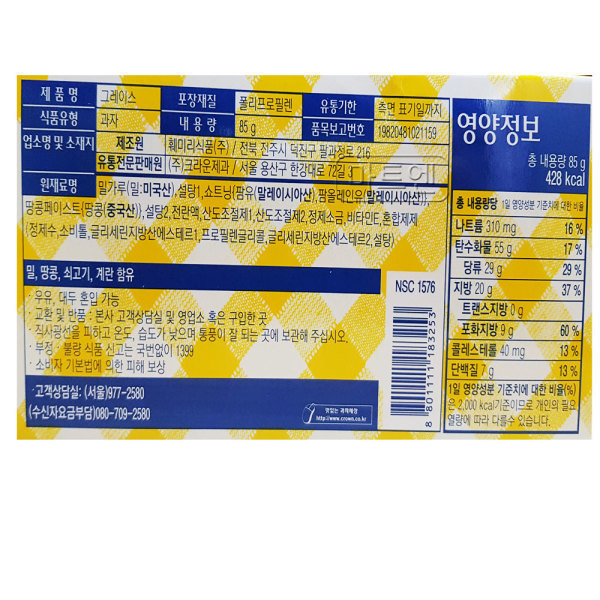 제 품 명 그레이스 포장재질 폴리프로필렌 유통기한 측면 표기일까지
식품유형 과자 내 용 량 85 g 품목보고번호 19820481021159
업소명 및 소재지 제조원 훼미리식품(주) / 전북 전주시 덕진구 팔과정로 216
유통전문판매원 (주)크라운제과 / 서울 용산구 한강대로 72길 3
원재료명 밀가루(밀:미국산), 설탕1, 쇼트닝(팜유(말레이시아산), 팜올레인유(말레이시아산)),
땅콩페이스트(땅콩(중국산)), 설탕2, 전란액, 산도조절제1, 산도조절제2, 정제소금, 비타민E, 혼합제제
(정제수, 소비톨, 글리세린지방산에스테르1, 프로필렌글리콜, 글리세린지방산에스테르2, 설탕)
밀, 땅콩, 쇠고기, 계란 함유
· 우유, 대두 혼입 가능
· 교환 및 반품 : 본사 고객상담실 및 영업소 혹은 구입한 곳
· 직사광선을 피하고 온도, 습도가 낮으며 통풍이 잘 되는 곳에 보관해 주십시오.
· 부정 · 불량 식품 신고는 국번없이 1399
· 소비자 기본법에 의한 피해 보상
·고객상담실: (서울)977-2580
(수신자요금부담)080-709-2580
맛있는 과자세상
http://www.crown.co.kr
NSC 1576
8 801111 183253
영양정보
총 내용량 85 g
428 kcal
총 내용량당 1일 영양성분 기준치에 대한 비율
나트륨 310 mg 16 %
탄수화물 55 g 17 %
당류 29 g 29 %
지방 20 g 37 %
트랜스지방 0 g
포화지방 9 g 60 %
콜레스테롤 40 mg 13 %
단백질 7 g 13 %
1일 영양성분 기준치에 대한 비율(%)
은 2,000 kcal기준이므로 개인의 필요
열량에 따라 다를수 있습니다.